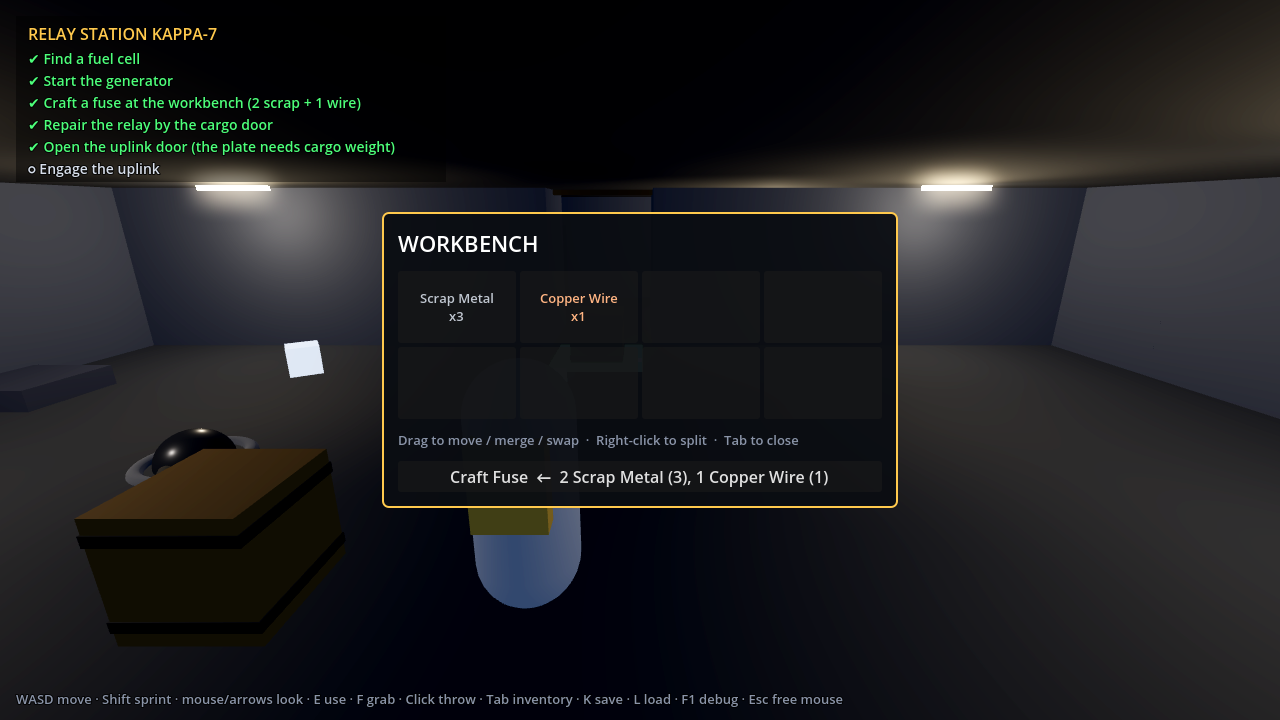 RELAY STATION KAPPA-7
✔ Find a fuel cell
✔ Start the generator
✔ Craft a fuse at the workbench (2 scrap + 1 wire)
✔ Repair the relay by the cargo door
✔ Open the uplink door (the plate needs cargo weight)
○ Engage the uplink
WORKBENCH
Scrap Metal
x3
Copper Wire
x1
Drag to move / merge / swap · Right-click to split · Tab to close
Craft Fuse ← 2 Scrap Metal (3), 1 Copper Wire (1)
WASD move · Shift sprint · mouse/arrows look · E use · F grab · Click throw · Tab inventory · K save · L load · F1 debug · Esc free mouse